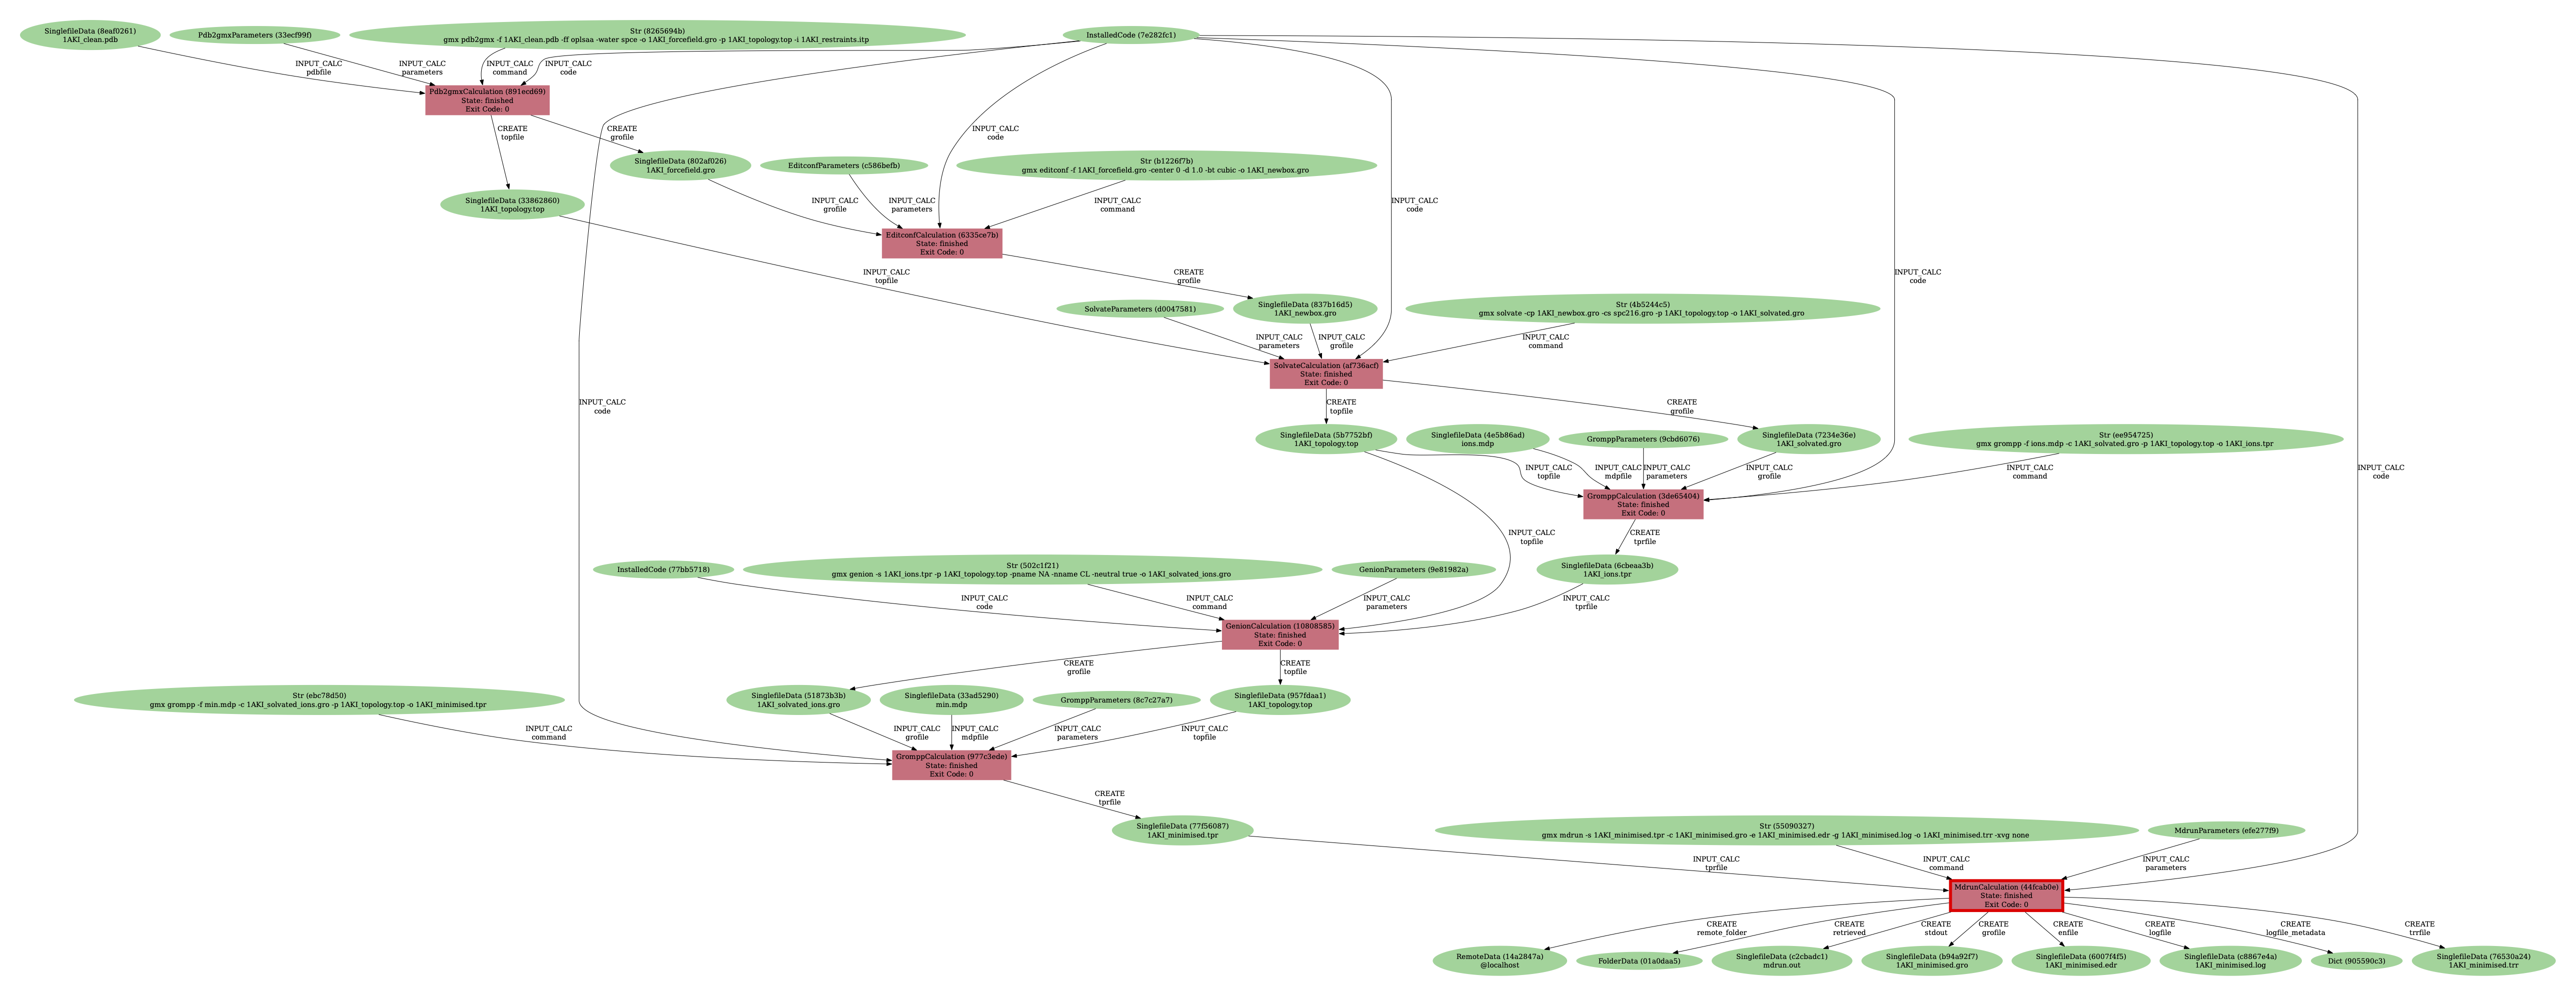 SinglefileData (8eaf0261)
1AKI_clean.pdb
Pdb2gmxParameters (33ecf99f)
Str (8265694b)
gmx pdb2gmx -f 1AKI_clean.pdb -ff oplsaa -water spce -o 1AKI_forcefield.gro -p 1AKI_topology.top -i 1AKI_restraints.itp
InstalledCode (7e282fc1)
INPUT_CALC
pdbfile
INPUT_CALC
parameters
INPUT_CALC
command
INPUT_CALC
code
Pdb2gmxCalculation (891ecd69)
State: finished
Exit Code: 0
CREATE
topfile
CREATE
grofile
INPUT_CALC
code
SinglefileData (802af026)
1AKI_forcefield.gro
EditconfParameters (c586befb)
Str (b1226f7b)
gmx editconf -f 1AKI_forcefield.gro -center 0 -d 1.0 -bt cubic -o 1AKI_newbox.gro
SinglefileData (33862860)
1AKI_topology.top
INPUT_CALC
grofile
INPUT_CALC
parameters
INPUT_CALC
command
INPUT_CALC
code
EditconfCalculation (6335ce7b)
State: finished
Exit Code: 0
INPUT_CALC
topfile
CREATE
grofile
INPUT_CALC
code
SolvateParameters (d0047581)
SinglefileData (837b16d5)
1AKI_newbox.gro
Str (4b5244c5)
gmx solvate -cp 1AKI_newbox.gro -cs spc216.gro -p 1AKI_topology.top -o 1AKI_solvated.gro
INPUT_CALC
parameters
INPUT_CALC
grofile
INPUT_CALC
command
SolvateCalculation (af736acf)
State: finished
Exit Code: 0
INPUT_CALC
code
CREATE
topfile
CREATE
grofile
SinglefileData (5b7752bf)
1AKI_topology.top
SinglefileData (4e5b86ad)
ions.mdp
GromppParameters (9cbd6076)
SinglefileData (7234e36e)
1AKI_solvated.gro
Str (ee954725)
gmx grompp -f ions.mdp -c 1AKI_solvated.gro -p 1AKI_topology.top -o 1AKI_ions.tpr
INPUT_CALC
topfile
INPUT_CALC
mdpfile
INPUT_CALC
parameters
INPUT_CALC
grofile
INPUT_CALC
command
INPUT_CALC
code
GromppCalculation (3de65404)
State: finished
Exit Code: 0
INPUT_CALC
topfile
CREATE
tprfile
InstalledCode (77bb5718)
Str (502c1f21)
gmx genion -s 1AKI_ions.tpr -p 1AKI_topology.top -pname NA -nname CL -neutral true -o 1AKI_solvated_ions.gro
GenionParameters (9e81982a)
SinglefileData (6cbeaa3b)
1AKI_ions.tpr
INPUT_CALC
code
INPUT_CALC
command
INPUT_CALC
parameters
INPUT_CALC
tprfile
GenionCalculation (10808585)
State: finished
Exit Code: 0
CREATE
grofile
CREATE
topfile
Str (ebc78d50)
gmx grompp -f min.mdp -c 1AKI_solvated_ions.gro -p 1AKI_topology.top -o 1AKI_minimised.tpr
SinglefileData (51873b3b)
1AKI_solvated_ions.gro
SinglefileData (33ad5290)
min.mdp
GromppParameters (8c7c27a7)
SinglefileData (957fdaa1)
1AKI_topology.top
INPUT_CALC
command
INPUT_CALC
grofile
INPUT_CALC
mdpfile
INPUT_CALC
parameters
INPUT_CALC
topfile
GromppCalculation (977c3ede)
State: finished
Exit Code: 0
CREATE
tprfile
SinglefileData (77f56087)
1AKI_minimised.tpr
Str (55090327)
gmx mdrun -s 1AKI_minimised.tpr -c 1AKI_minimised.gro -e 1AKI_minimised.edr -g 1AKI_minimised.log -o 1AKI_minimised.trr -xvg none
MdrunParameters (efe277f9)
INPUT_CALC
tprfile
INPUT_CALC
command
INPUT_CALC
parameters
MdrunCalculation (44fcab0e)
State: finished
Exit Code: 0
CREATE
remote_folder
CREATE
retrieved
CREATE
stdout
CREATE
grofile
CREATE
enfile
CREATE
logfile
CREATE
logfile_metadata
CREATE
trrfile
RemoteData (14a2847a)
@localhost
FolderData (01a0daa5)
SinglefileData (c2cbadc1)
mdrun.out
SinglefileData (b94a92f7)
1AKI_minimised.gro
SinglefileData (6007f4f5)
1AKI_minimised.edr
SinglefileData (c8867e4a)
1AKI_minimised.log
Dict (905590c3)
SinglefileData (76530a24)
1AKI_minimised.trr